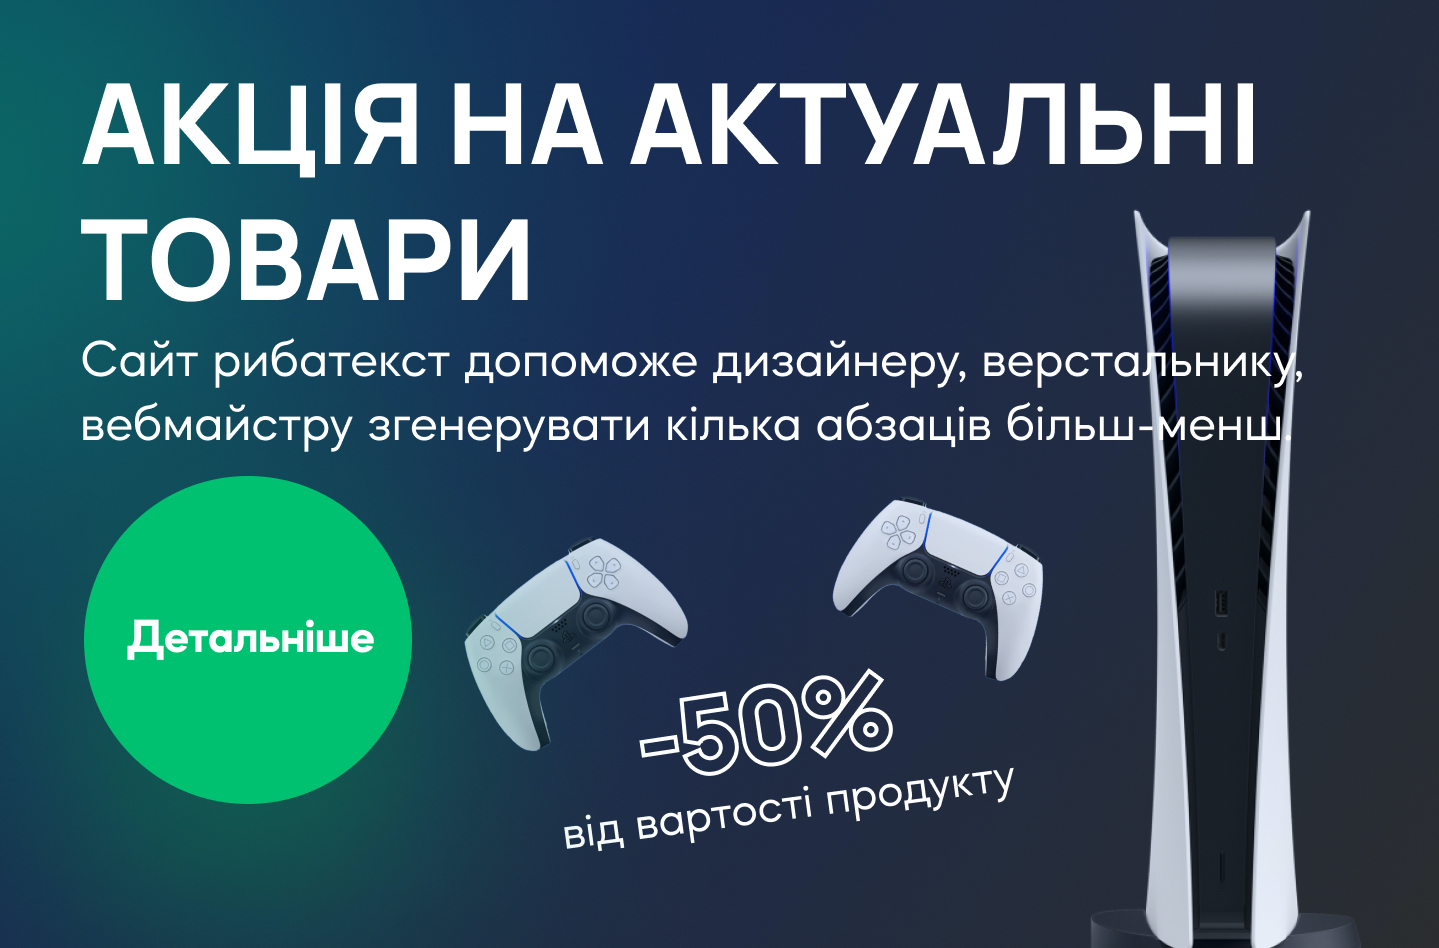 АКЦІЯ НА АКТУАЛЬНІ
ТОВАРИ
Сайт рибатекст допоможе дизайнеру, верстальнику,
вебмайстру згенерувати кілька абзаців більш-менш.
Детальніше
-50%
від вартості продукту